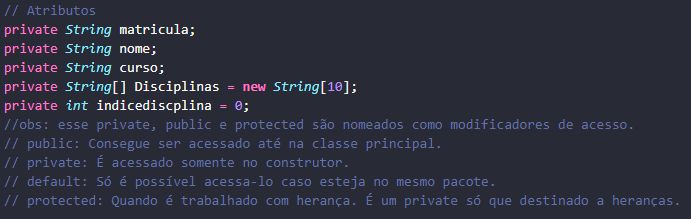 // Atributos
private String matricula;
private String nome;
private String curso;
private String[] Disciplinas = new String[10];
private int indicediscplina = 0;
//obs: esse private, public e protected são nomeados como modificadores de acesso.
// public: Consegue ser acessado até na classe principal.
// private: É acessado somente no construtor.
// default: Só é possível acessa-lo caso esteja no mesmo pacote.
// protected: Quando é trabalhado com herança. É um private só que destinado a heranças.